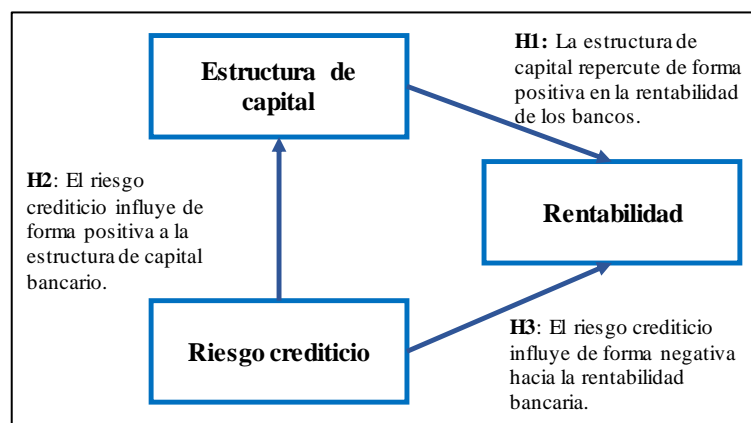 Estructura de
capital
H1: La estructura de
capital repercute de forma
positiva en la rentabilidad
de los bancos.
H2: El riesgo
crediticio influye de
forma positiva a la
estructura de capital
bancario.
Rentabilidad
Riesgo crediticio
H3: El riesgo crediticio
influye de forma negativa
hacia la rentabilidad
bancaria.